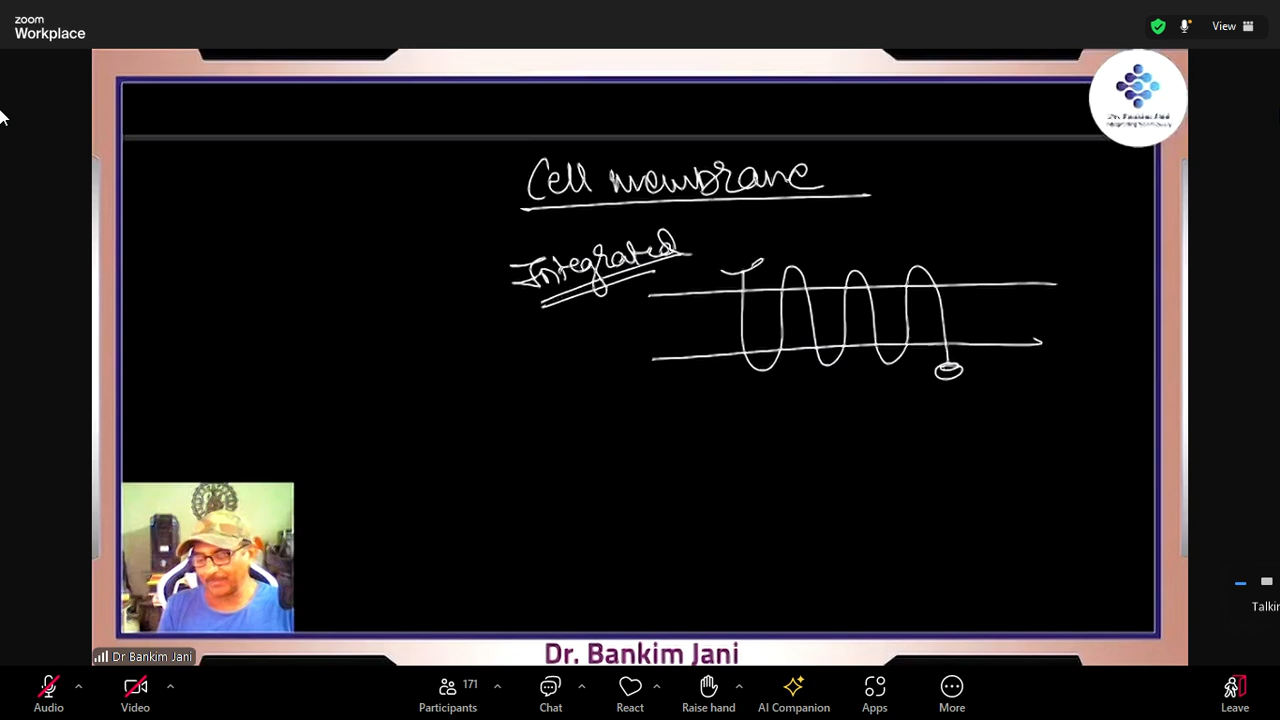 zoom
Workplace
View
Cell membrane
Integrated
Talkin
Dr Bankim Jani
Dr. Bankim Jani
Audio
Video
171
Participants
Chat
React
Raise hand
AI Companion
Apps
More
Leave